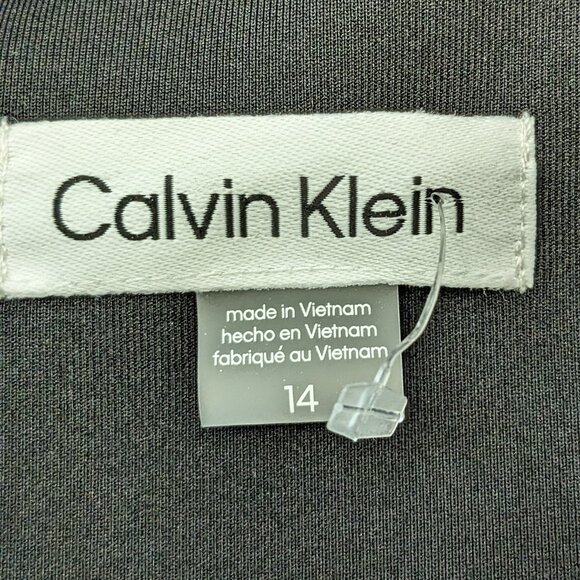 Calvin Klein
made in Vietnam
hecho en Vietnam
fabriqué au Vietnam
14